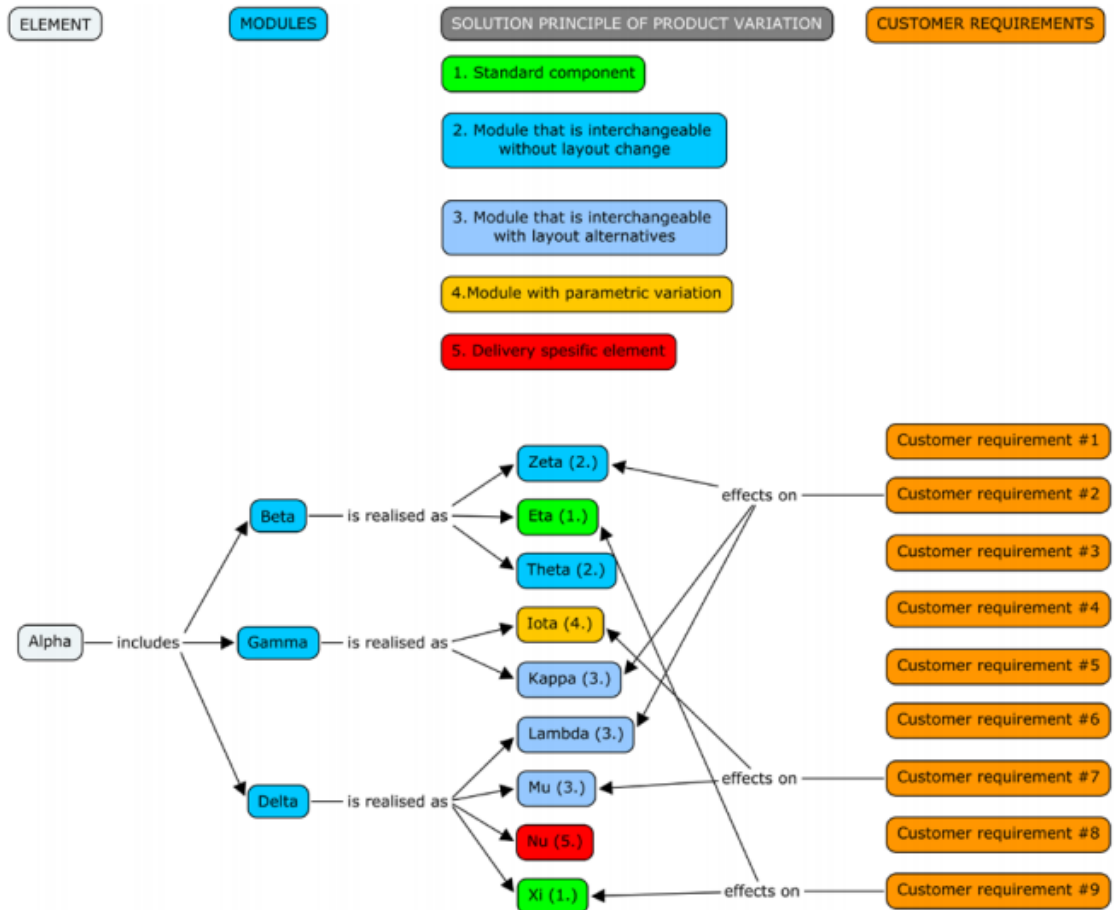 ELEMENT
MODULES
SOLUTION PRINCIPLE OF PRODUCT VARIATION
CUSTOMER REQUIREMENTS
1. Standard component
2. Module that is interchangeable
without layout change
3. Module that is interchangeable
with layout alternatives
4.Module with parametric variation
5. Delivery spesific element
Customer requirement #1
Zeta (2.)
effects on
Customer requirement #2
Beta
is realised as
Eta (1.)
Customer requirement #3
Theta (2.)
Customer requirement #4
Iota (4.)
Alpha
includes
Gamma
is realised as
Customer requirement #5
Kappa (3.)
Customer requirement #6
Lambda (3.)
effects on
Customer requirement #7
Mu (3.)
Delta
is realised as
Customer requirement #8
Nu (5.)
Xi (1.)
effects on
Customer requirement #9